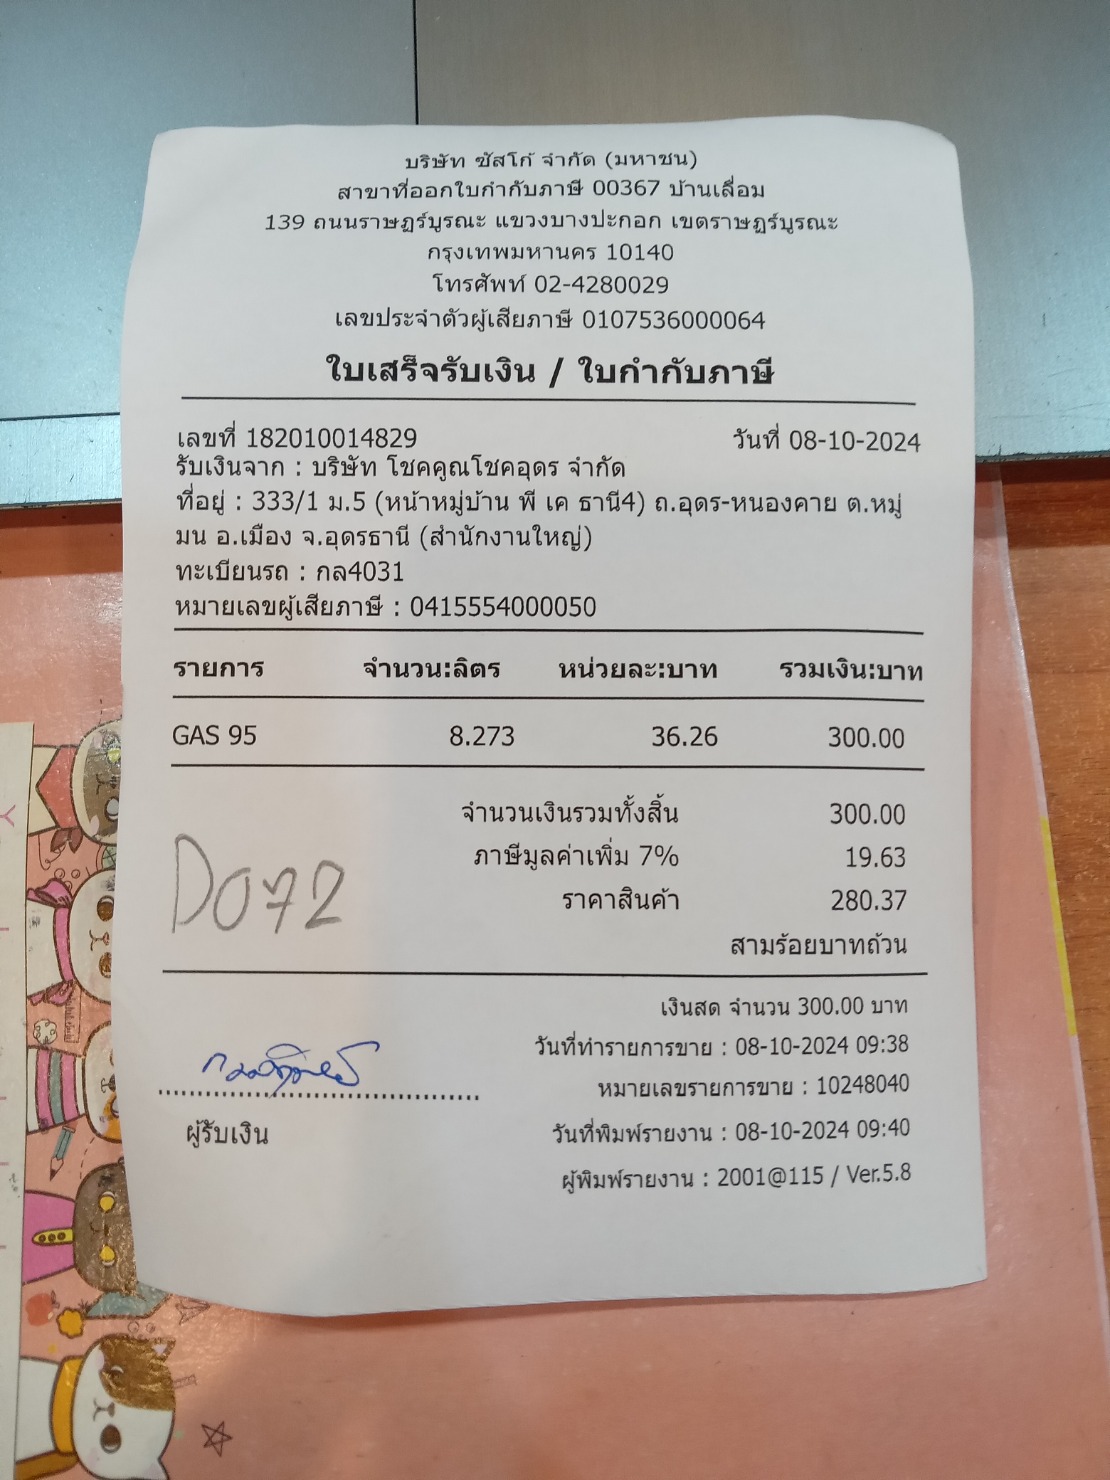 บริษัท ซัสโก้ จำกัด (มหาชน)
สาขาที่ออกใบกำกับภาษี 00367 บ้านเลื่อม
139 ถนนราษฎร์บูรณะ แขวงบางปะกอก เขตราษฎร์บูรณะ
กรุงเทพมหานคร 10140
โทรศัพท์ 02-4280029
เลขประจำตัวผู้เสียภาษี 0107536000064
ใบเสร็จรับเงิน / ใบกำกับภาษี
เลขที่ 182010014829 วันที่ 08-10-2024
รับเงินจาก : บริษัท โชคคูณโชคอุดร จำกัด
ที่อยู่ : 333/1 ม.5 (หน้าหมู่บ้าน พี เค ธานี4) ถ.อุดร-หนองคาย ต.หมู่
มน อ.เมือง จ.อุดรธานี (สำนักงานใหญ่)
ทะเบียนรถ : กล4031
หมายเลขผู้เสียภาษี : 0415554000050
รายการ จำนวน:ลิตร หน่วยละ:บาท รวมเงิน:บาท
GAS 95 8.273 36.26 300.00
จำนวนเงินรวมทั้งสิ้น 300.00
ภาษีมูลค่าเพิ่ม 7% 19.63
ราคาสินค้า 280.37
D072
สามร้อยบาทถ้วน
เงินสด จำนวน 300.00 บาท
วันที่ทำรายการขาย : 08-10-2024 09:38
หมายเลขรายการขาย : 10248040
ผู้รับเงิน วันที่พิมพ์รายงาน : 08-10-2024 09:40
ผู้พิมพ์รายงาน : 2001@115 / Ver.5.8